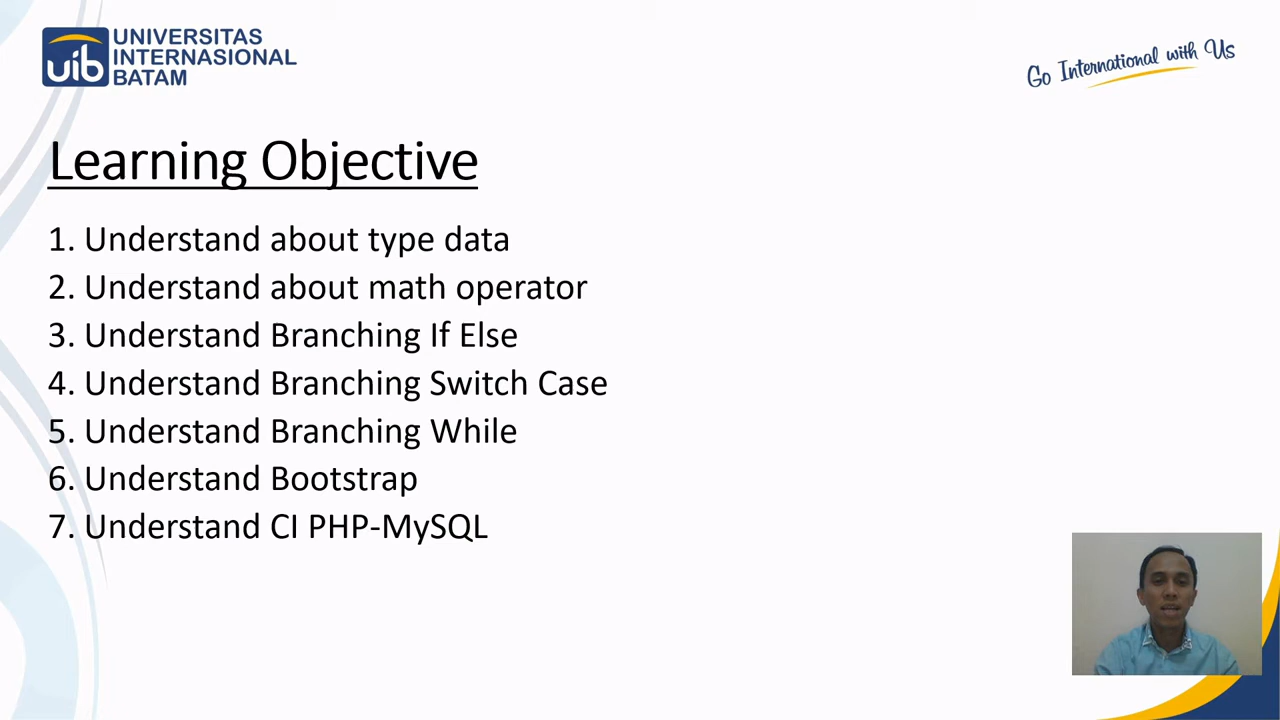 uib
UNIVERSITAS
INTERNASIONAL
BATAM
Go International with Us
Learning Objective
1. Understand about type data
2. Understand about math operator
3. Understand Branching If Else
4. Understand Branching Switch Case
5. Understand Branching While
6. Understand Bootstrap
7. Understand CI PHP-MySQL